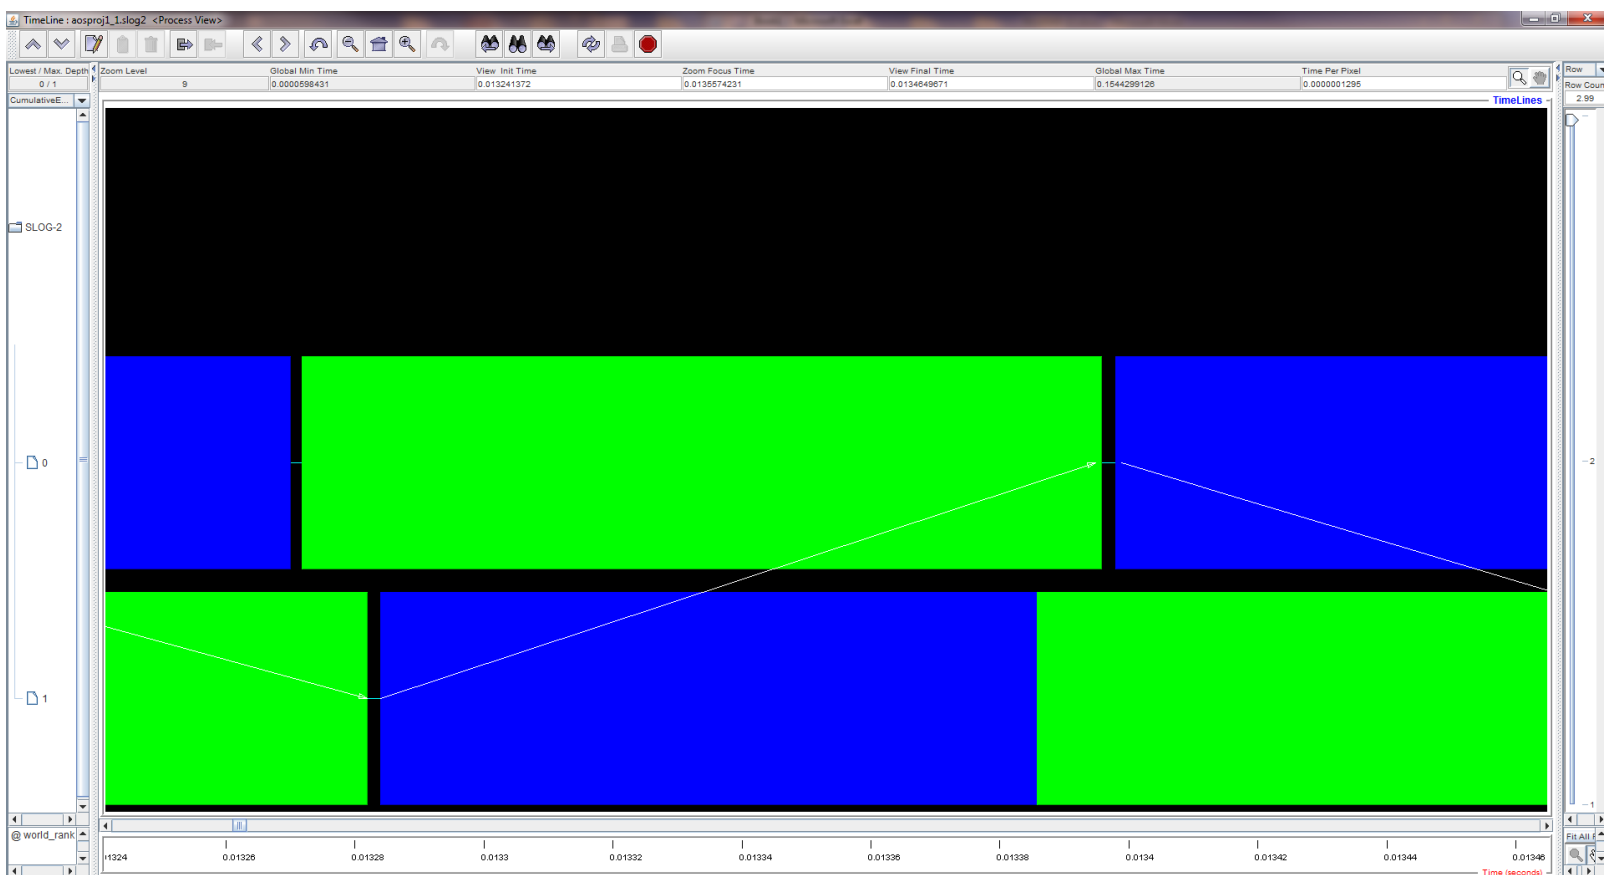 TimeLine : aosproj1_1.slog2 <Process View>
Lowest / Max. Depth
0 / 1
CumulativeE...
Zoom Level
9
Global Min Time
0.0000598431
View Init Time
0.013241372
Zoom Focus Time
0.0135574231
View Final Time
0.0134649671
Global Max Time
0.1544299126
Time Per Pixel
0.0000001295
Row
Row Coun
2.99
TimeLines
SLOG-2
0
1
2
1
@ world_rank
Fit All
01324 0.01326 0.01328 0.0133 0.01332 0.01334 0.01336 0.01338 0.0134 0.01342 0.01344 0.01346
Time (seconds)